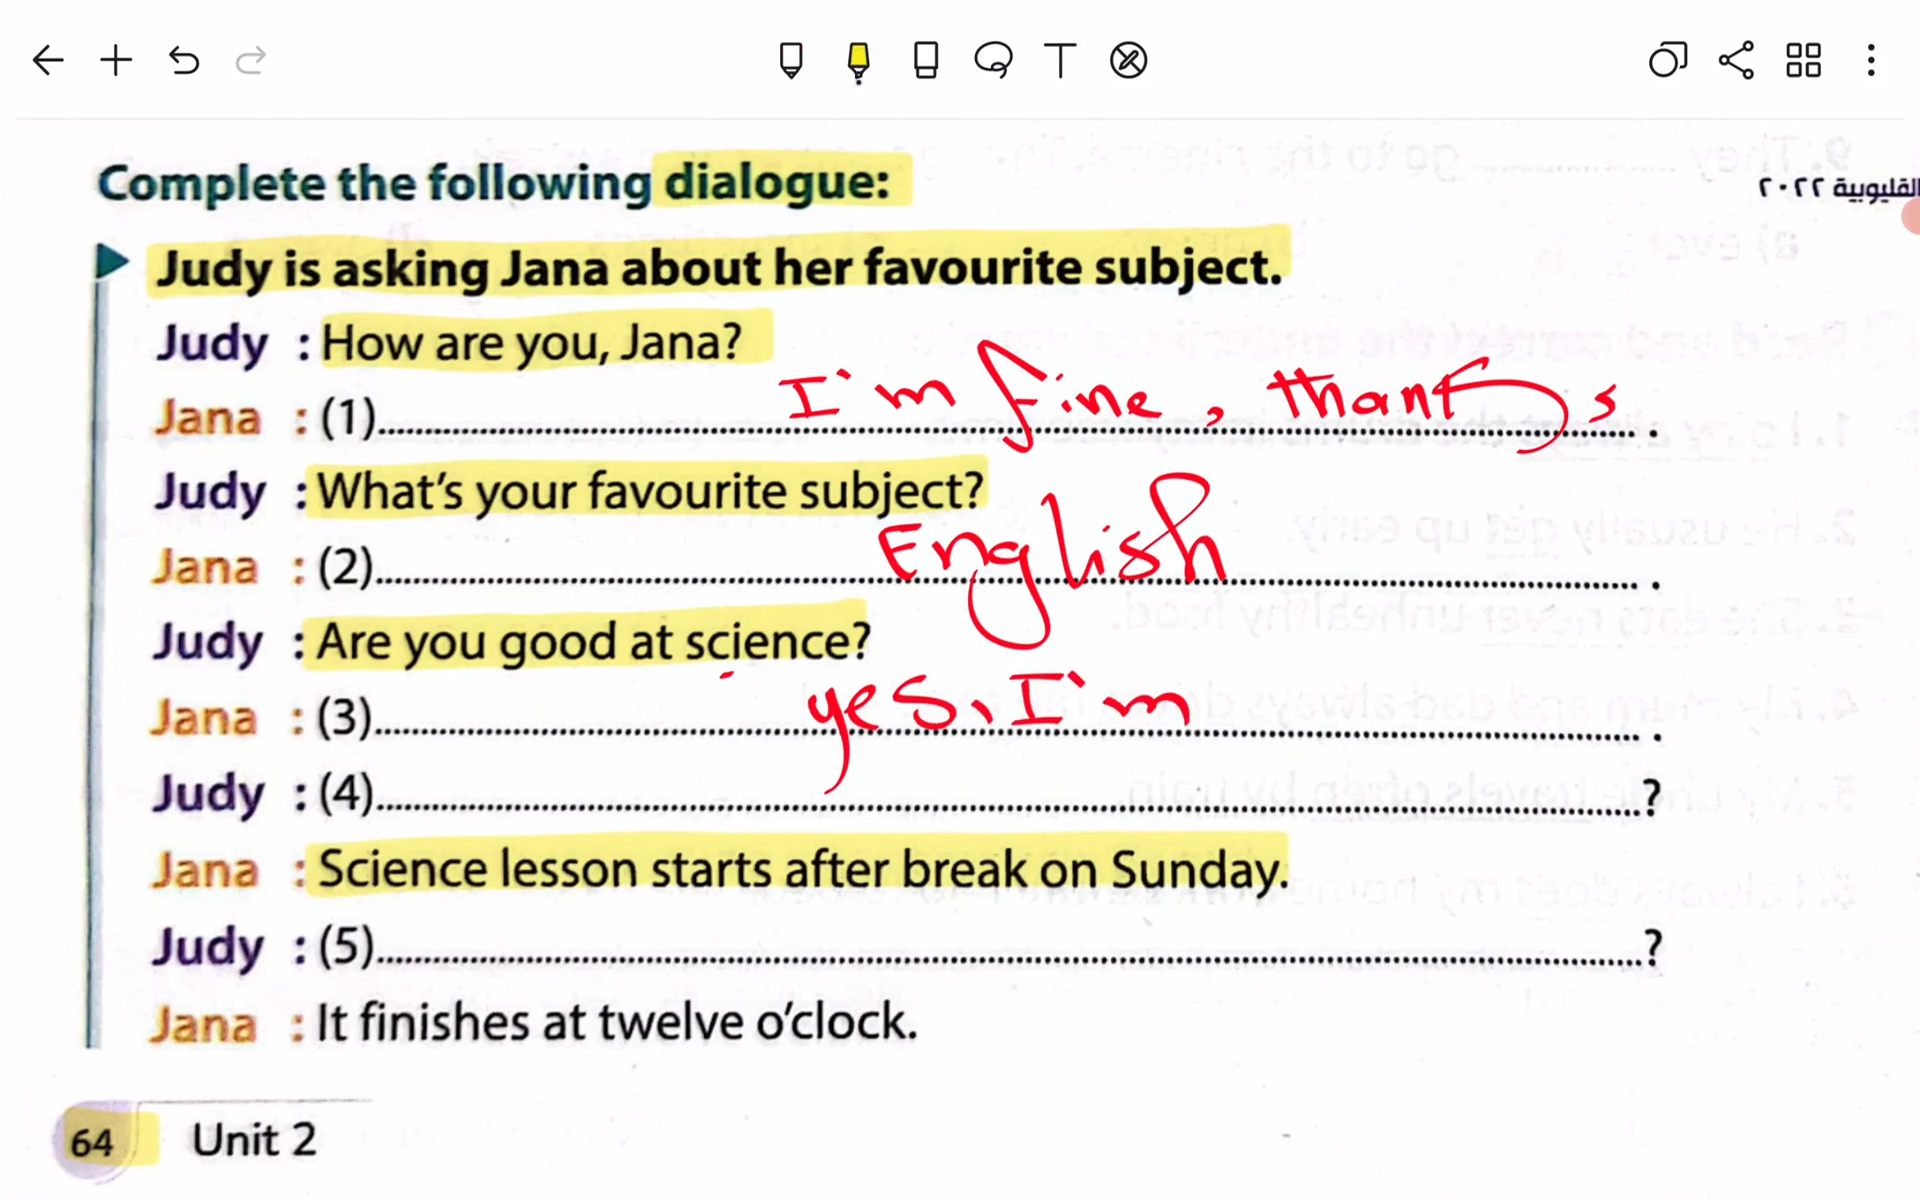 Complete the following dialogue:
القليوبية ٢٠٢٢
Judy is asking Jana about her favourite subject.
Judy : How are you, Jana?
Jana : (1) I'm fine, thanks .
Judy : What's your favourite subject?
Jana : (2) English .
Judy : Are you good at science?
Jana : (3) yes, I'm .
Judy : (4) ?
Jana : Science lesson starts after break on Sunday.
Judy : (5) ?
Jana : It finishes at twelve o'clock.
64 Unit 2